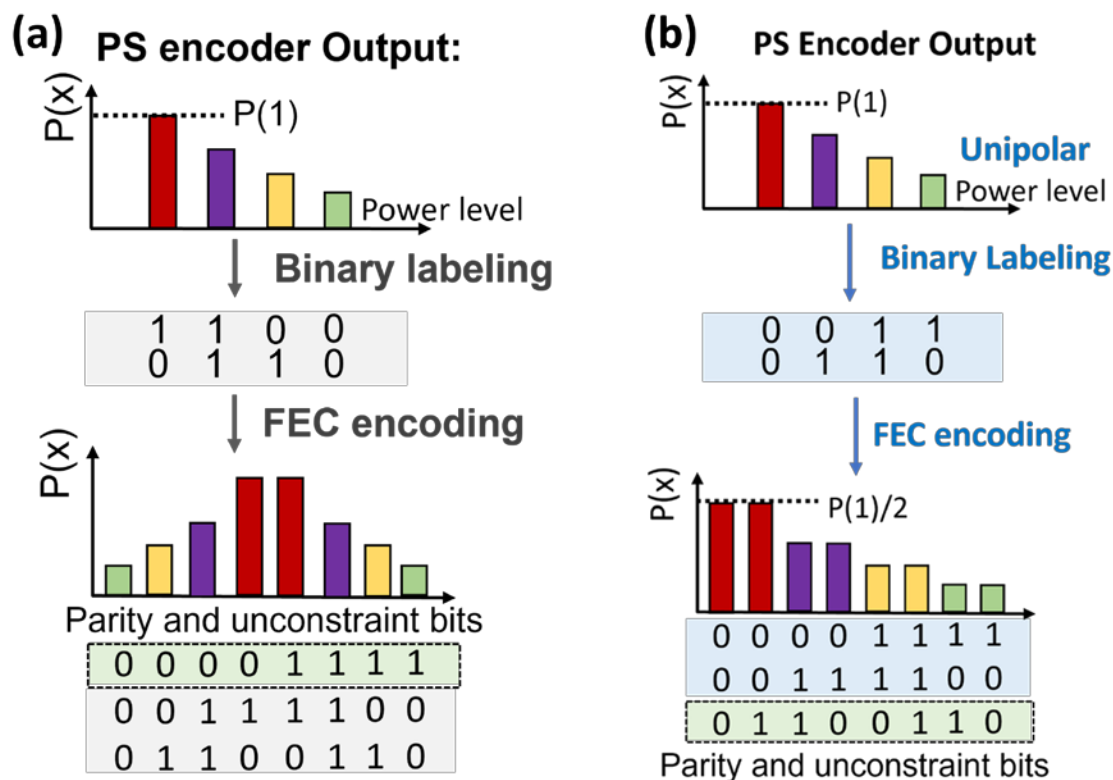 (a) PS encoder Output:
P(x)
P(1)
Power level
Binary labeling
1 1 0 0
0 1 1 0
FEC encoding
P(x)
Parity and unconstraint bits
0 0 0 0 1 1 1 1
0 0 1 1 1 1 0 0
0 1 1 0 0 1 1 0
(b) PS Encoder Output
P(x)
P(1)
Unipolar
Power level
Binary Labeling
0 0 1 1
0 1 1 0
FEC encoding
P(x)
P(1)/2
0 0 0 0 1 1 1 1
0 0 1 1 1 1 0 0
0 1 1 0 0 1 1 0
Parity and unconstraint bits